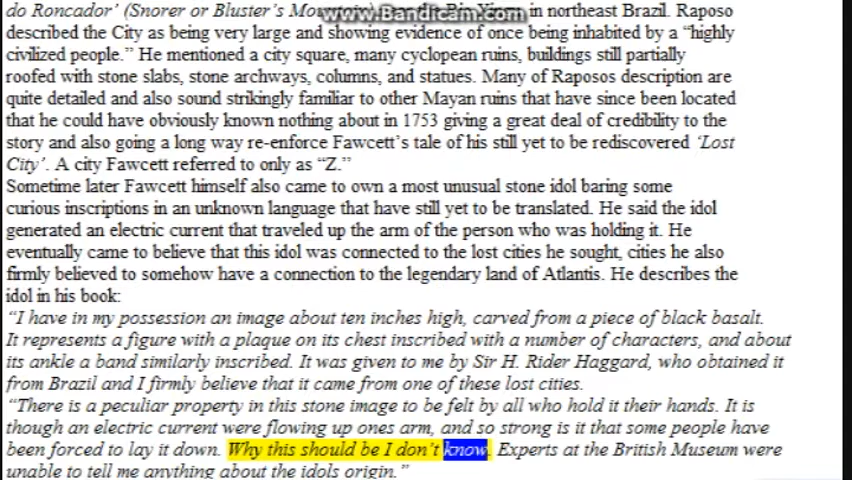 www.Bandicam.com
do Roncador' (Snorer or Bluster's Mountain) in northeast Brazil. Raposo
described the City as being very large and showing evidence of once being inhabited by a “highly
civilized people.” He mentioned a city square, many cyclopean ruins, buildings still partially
roofed with stone slabs, stone archways, columns, and statues. Many of Raposos description are
quite detailed and also sound strikingly familiar to other Mayan ruins that have since been located
that he could have obviously known nothing about in 1753 giving a great deal of credibility to the
story and also going a long way re-enforce Fawcett’s tale of his still yet to be rediscovered ‘Lost
City’. A city Fawcett referred to only as “Z.”
Sometime later Fawcett himself also came to own a most unusual stone idol baring some
curious inscriptions in an unknown language that have still yet to be translated. He said the idol
generated an electric current that traveled up the arm of the person who was holding it. He
eventually came to believe that this idol was connected to the lost cities he sought, cities he also
firmly believed to somehow have a connection to the legendary land of Atlantis. He describes the
idol in his book:
“I have in my possession an image about ten inches high, carved from a piece of black basalt.
It represents a figure with a plaque on its chest inscribed with a number of characters, and about
its ankle a band similarly inscribed. It was given to me by Sir H. Rider Haggard, who obtained it
from Brazil and I firmly believe that it came from one of these lost cities.
“There is a peculiar property in this stone image to be felt by all who hold it their hands. It is
though an electric current were flowing up ones arm, and so strong is it that some people have
been forced to lay it down. Why this should be I don’t know. Experts at the British Museum were
unable to tell me anything about the idols origin.”